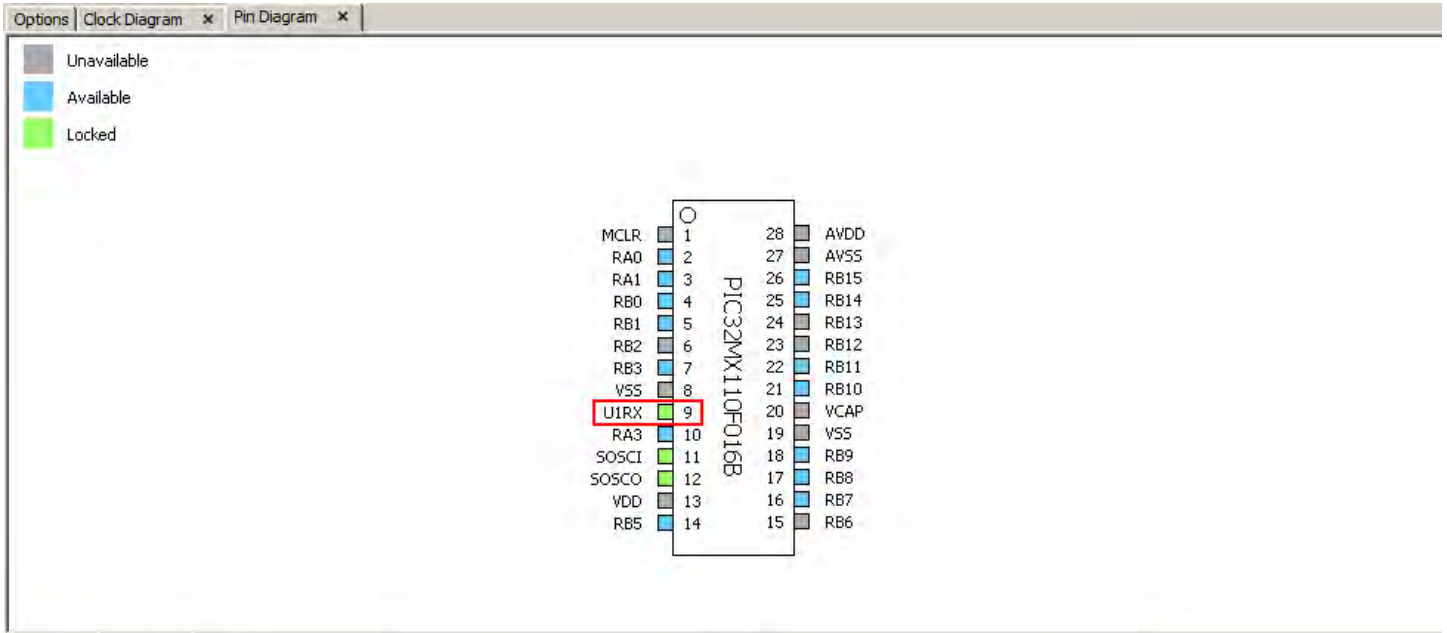 Options Clock Diagram × Pin Diagram ×
Unavailable
Available
Locked
MCLR 1 28 AVDD
RA0 2 27 AVSS
RA1 3 26 RB15
RB0 4 25 RB14
RB1 5 24 RB13
RB2 6 23 RB12
RB3 7 22 RB11
VSS 8 21 RB10
U1RX 9 20 VCAP
RA3 10 19 VSS
SOSCI 11 18 RB9
SOSCO 12 17 RB8
VDD 13 16 RB7
RB5 14 15 RB6
PIC32MX110F016B